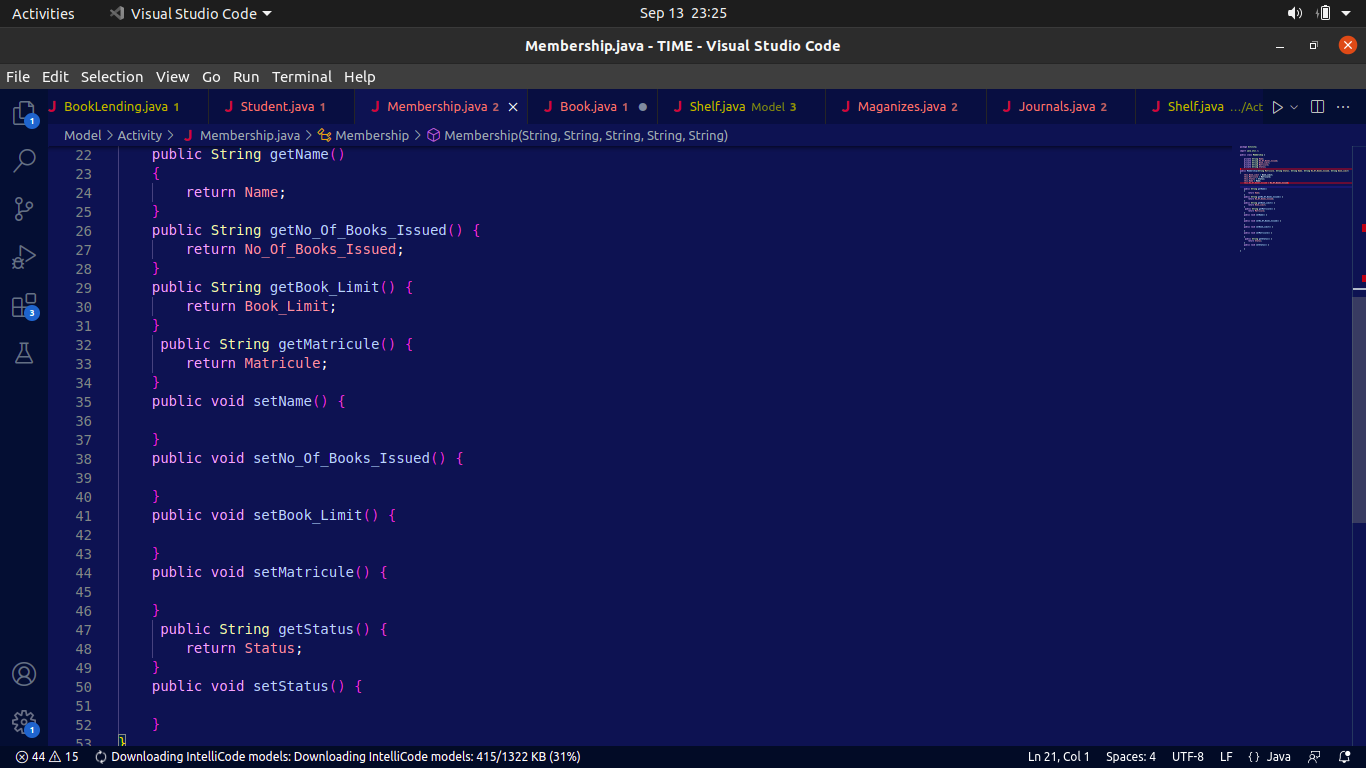 Activities Visual Studio Code Sep 13 23:25
Membership.java - TIME - Visual Studio Code
File Edit Selection View Go Run Terminal Help
BookLending.java 1 Student.java 1 Membership.java 2 Book.java 1 Shelf.java Model 3 Maganizes.java 2 Journals.java 2 Shelf.java .../Act
Model > Activity > Membership.java > Membership > Membership(String, String, String, String, String)
22 public String getName()
23 {
24 return Name;
25 }
26 public String getNo_Of_Books_Issued() {
27 return No_Of_Books_Issued;
28 }
29 public String getBook_Limit() {
30 return Book_Limit;
31 }
32 public String getMatricule() {
33 return Matricule;
34 }
35 public void setName() {
36
37 }
38 public void setNo_Of_Books_Issued() {
39
40 }
41 public void setBook_Limit() {
42
43 }
44 public void setMatricule() {
45
46 }
47 public String getStatus() {
48 return Status;
49 }
50 public void setStatus() {
51
52 }
53 }
1
3
1
44 15 Downloading IntelliCode models: Downloading IntelliCode models: 415/1322 KB (31%) Ln 21, Col 1 Spaces: 4 UTF-8 LF {} Java